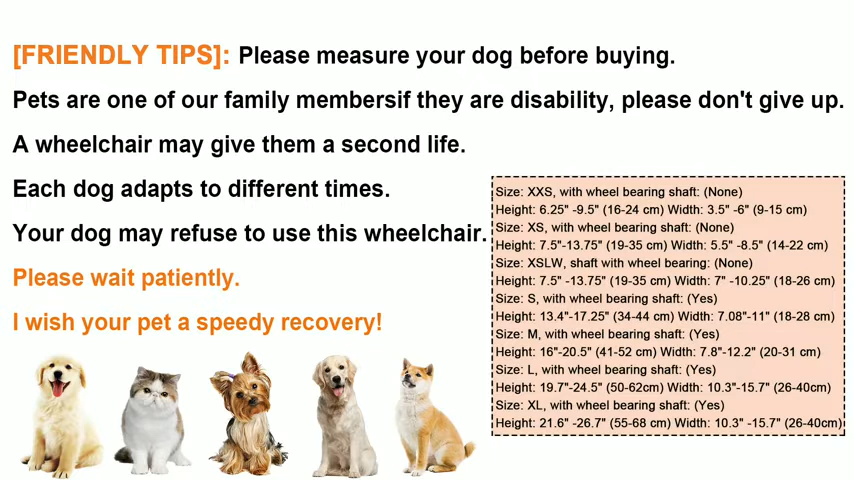 [FRIENDLY TIPS]: Please measure your dog before buying.
Pets are one of our family membersif they are disability, please don't give up.
A wheelchair may give them a second life.
Each dog adapts to different times.
Your dog may refuse to use this wheelchair.
Please wait patiently.
I wish your pet a speedy recovery!
Size: XXS, with wheel bearing shaft: (None)
Height: 6.25" -9.5" (16-24 cm) Width: 3.5" -6" (9-15 cm)
Size: XS, with wheel bearing shaft: (None)
Height: 7.5"-13.75" (19-35 cm) Width: 5.5" -8.5" (14-22 cm)
Size: XSLW, shaft with wheel bearing: (None)
Height: 7.5" -13.75" (19-35 cm) Width: 7" -10.25" (18-26 cm)
Size: S, with wheel bearing shaft: (Yes)
Height: 13.4"-17.25" (34-44 cm) Width: 7.08"-11" (18-28 cm)
Size: M, with wheel bearing shaft: (Yes)
Height: 16"-20.5" (41-52 cm) Width: 7.8"-12.2" (20-31 cm)
Size: L, with wheel bearing shaft: (Yes)
Height: 19.7"-24.5" (50-62cm) Width: 10.3"-15.7" (26-40cm)
Size: XL, with wheel bearing shaft: (Yes)
Height: 21.6" -26.7" (55-68 cm) Width: 10.3" -15.7" (26-40cm)